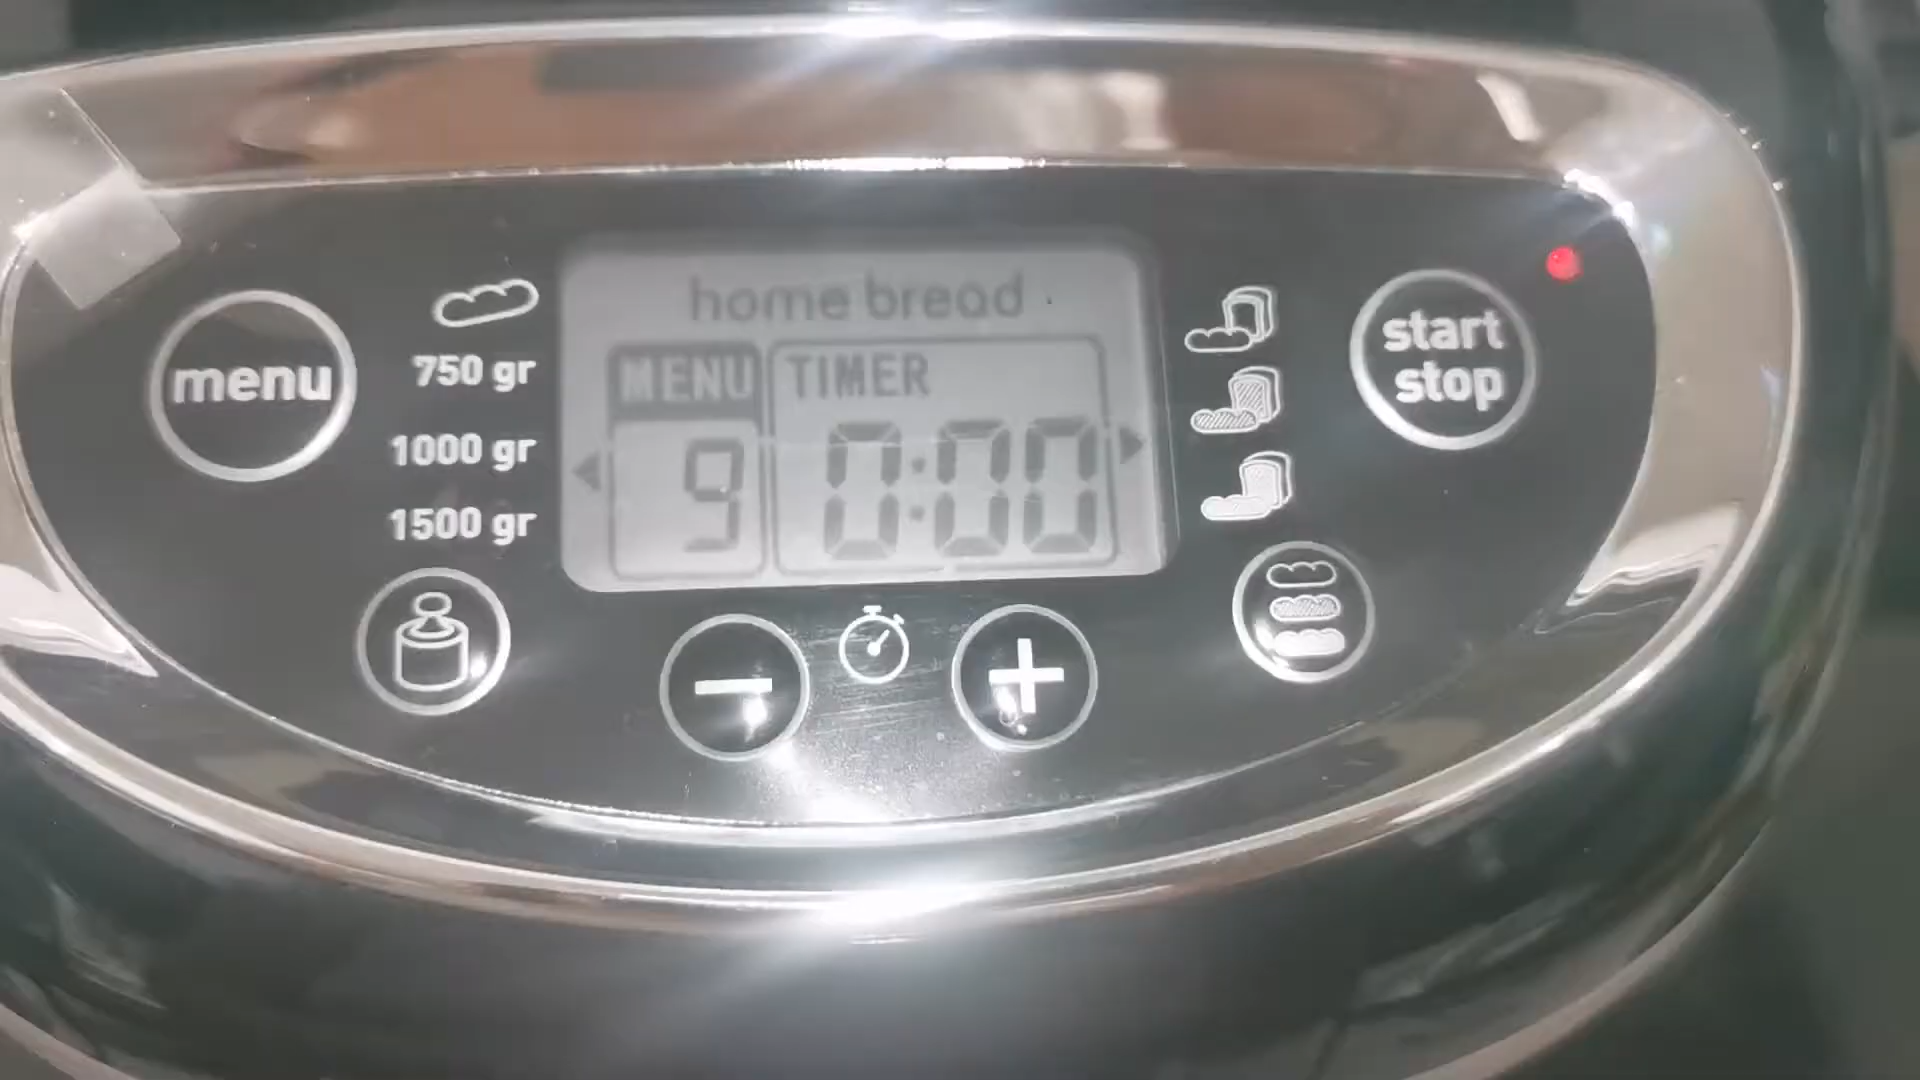 home bread
menu
750 gr
1000 gr
1500 gr
MENU TIMER
9 0:00
start
stop